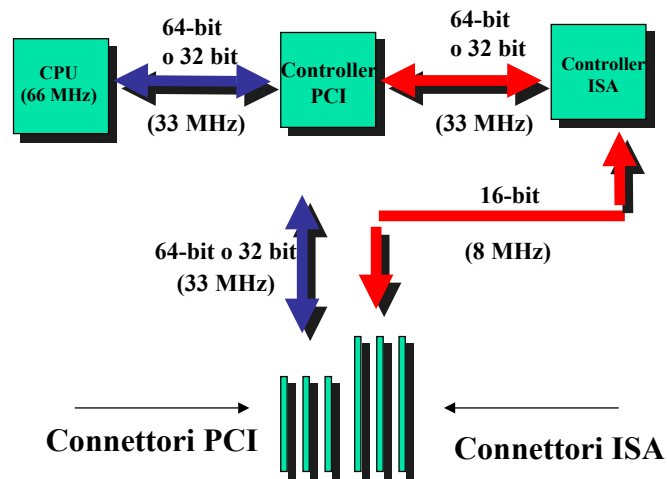 64-bit
o 32 bit
64-bit
o 32 bit
CPU
(66 MHz)
Controller
PCI
Controller
ISA
(33 MHz)
(33 MHz)
16-bit
(8 MHz)
64-bit o 32 bit
(33 MHz)
Connettori PCI
Connettori ISA